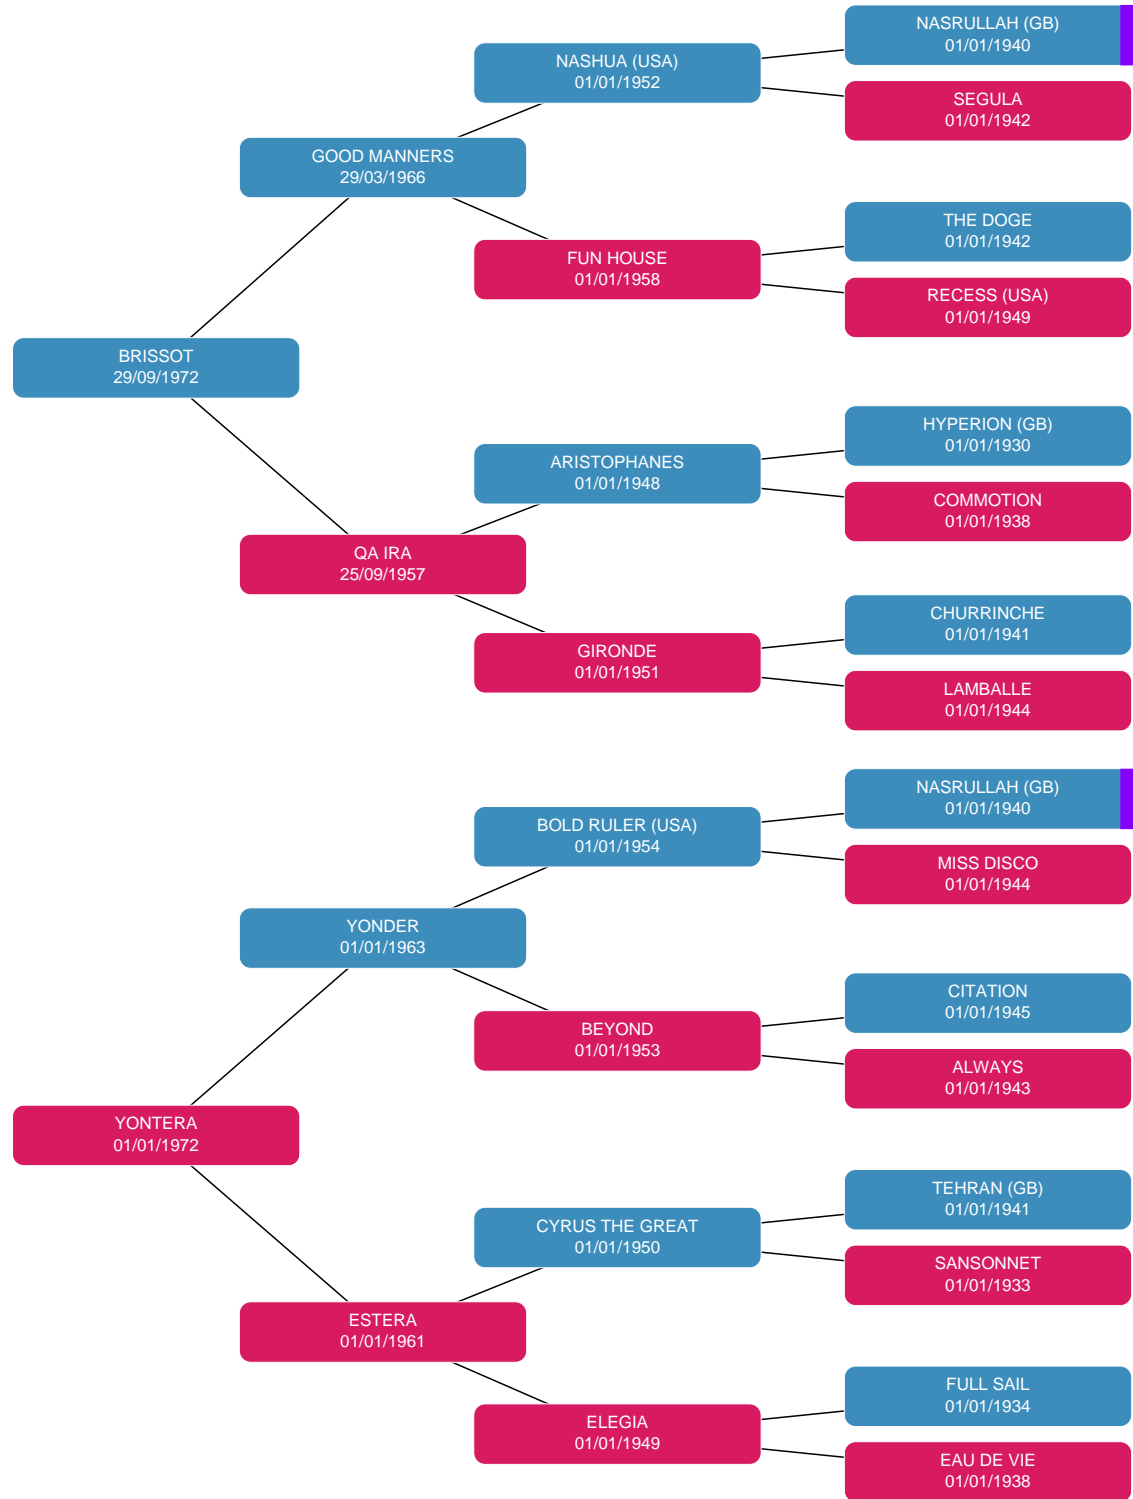 NASRULLAH (GB)
01/01/1940
NASHUA (USA)
01/01/1952
SEGULA
01/01/1942
GOOD MANNERS
29/03/1966
THE DOGE
01/01/1942
FUN HOUSE
01/01/1958
RECESS (USA)
01/01/1949
BRISSOT
29/09/1972
HYPERION (GB)
01/01/1930
ARISTOPHANES
01/01/1948
COMMOTION
01/01/1938
QA IRA
25/09/1957
CHURRINCHE
01/01/1941
GIRONDE
01/01/1951
LAMBALLE
01/01/1944
NASRULLAH (GB)
01/01/1940
BOLD RULER (USA)
01/01/1954
MISS DISCO
01/01/1944
YONDER
01/01/1963
CITATION
01/01/1945
BEYOND
01/01/1953
ALWAYS
01/01/1943
YONTERA
01/01/1972
TEHRAN (GB)
01/01/1941
CYRUS THE GREAT
01/01/1950
SANSONNET
01/01/1933
ESTERA
01/01/1961
FULL SAIL
01/01/1934
ELEGIA
01/01/1949
EAU DE VIE
01/01/1938